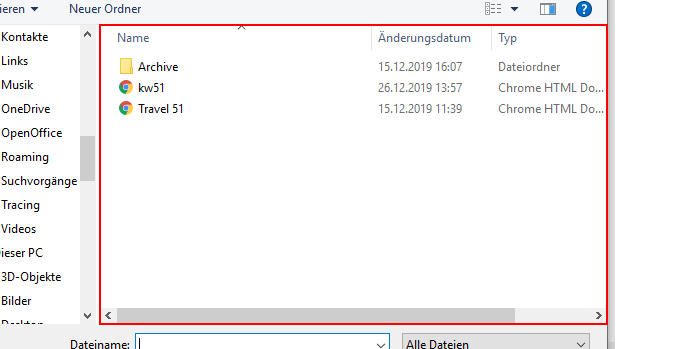 ieren Neuer Ordner
Name Änderungsdatum Typ
Archive 15.12.2019 16:07 Dateiordner
kw51 26.12.2019 13:57 Chrome HTML Do...
Travel 51 15.12.2019 11:39 Chrome HTML Do...
Kontakte
Links
Musik
OneDrive
OpenOffice
Roaming
Suchvorgänge
Tracing
Videos
ieser PC
3D-Objekte
Bilder
Desktop
Dateiname: Alle Dateien